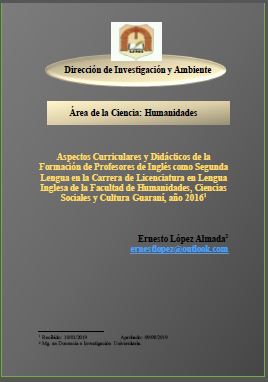 Dirección de Investigación y Ambiente
Área de la Ciencia: Humanidades
Aspectos Curriculares y Didácticos de la
Formación de Profesores de Inglés como Segunda
Lengua en la Carrera de Licenciatura en Lengua
Inglesa de la Facultad de Humanidades, Ciencias
Sociales y Cultura Guaraní, año 2016¹
Ernesto López Almada²
ernestlopez@outlook.com
¹ Recibido: 10/01/2019 Aprobado: 09/08/2019
² Mg. en Docencia e Investigación Universitaria.